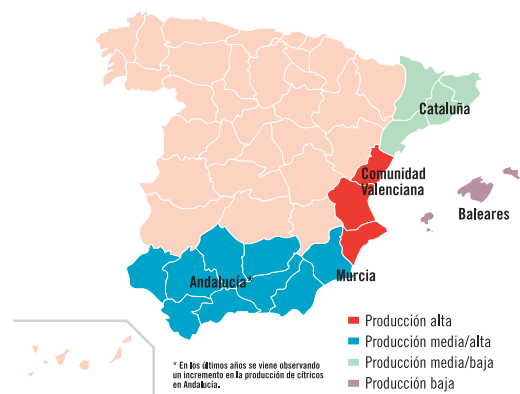 Cataluña
Comunidad
Valenciana
Baleares
Andalucía*
Murcia
Producción alta
Producción media/alta
Producción media/baja
Producción baja
* En los últimos años se viene observando
un incremento en la producción de cítricos
en Andalucía.